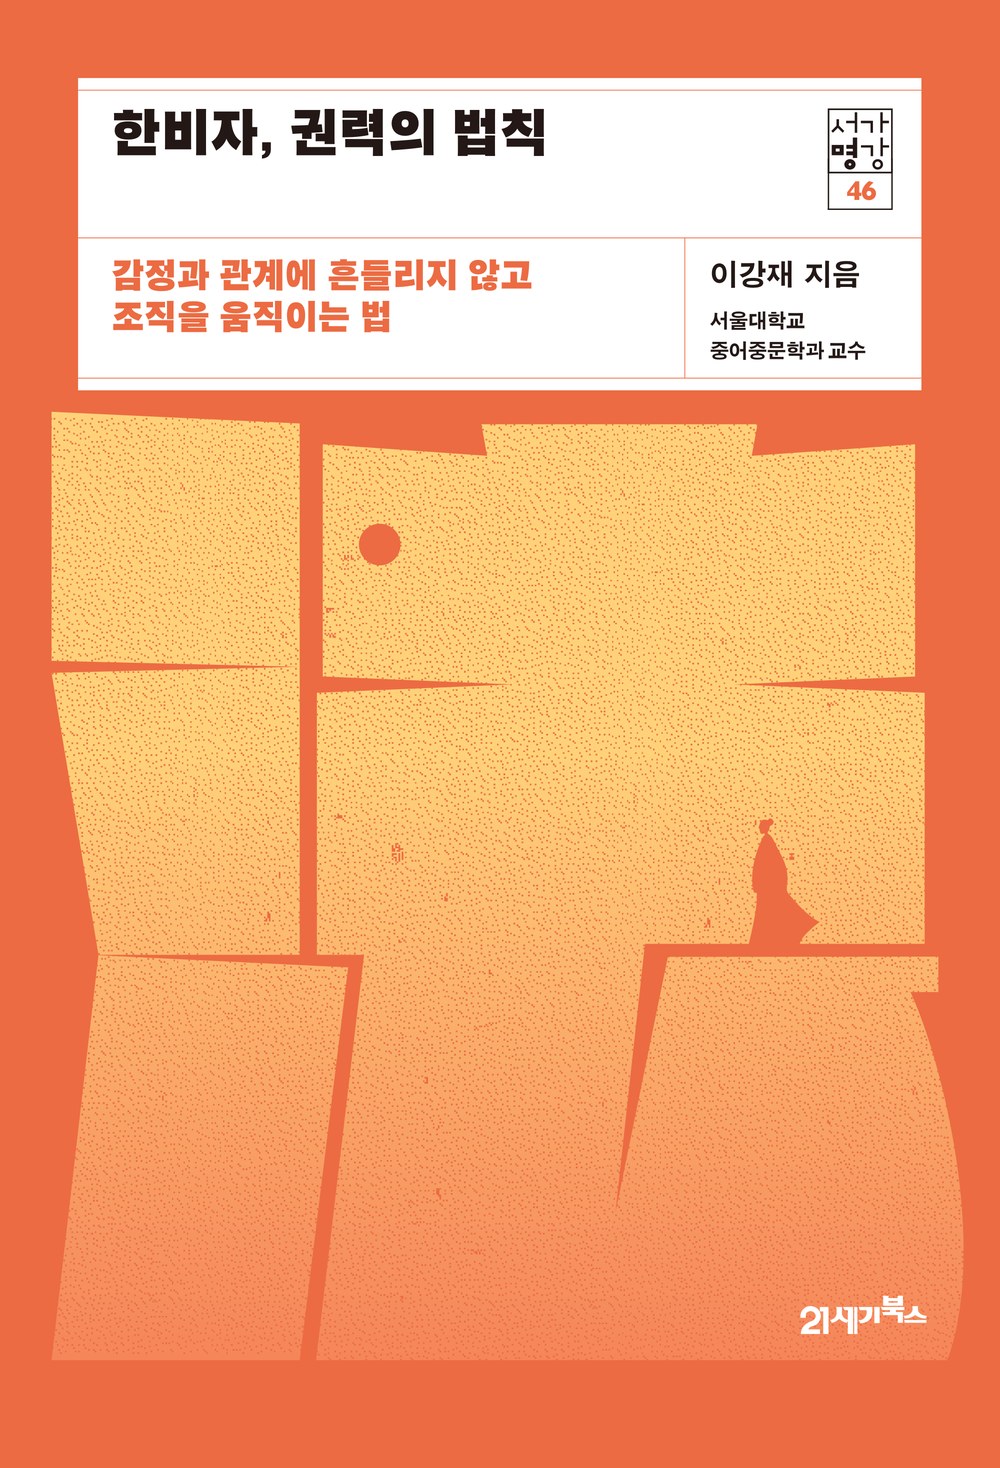 한비자, 권력의 법칙
서가
명강
46
감정과 관계에 흔들리지 않고
조직을 움직이는 법
이강재 지음
서울대학교
중어중문학과 교수
21세기북스